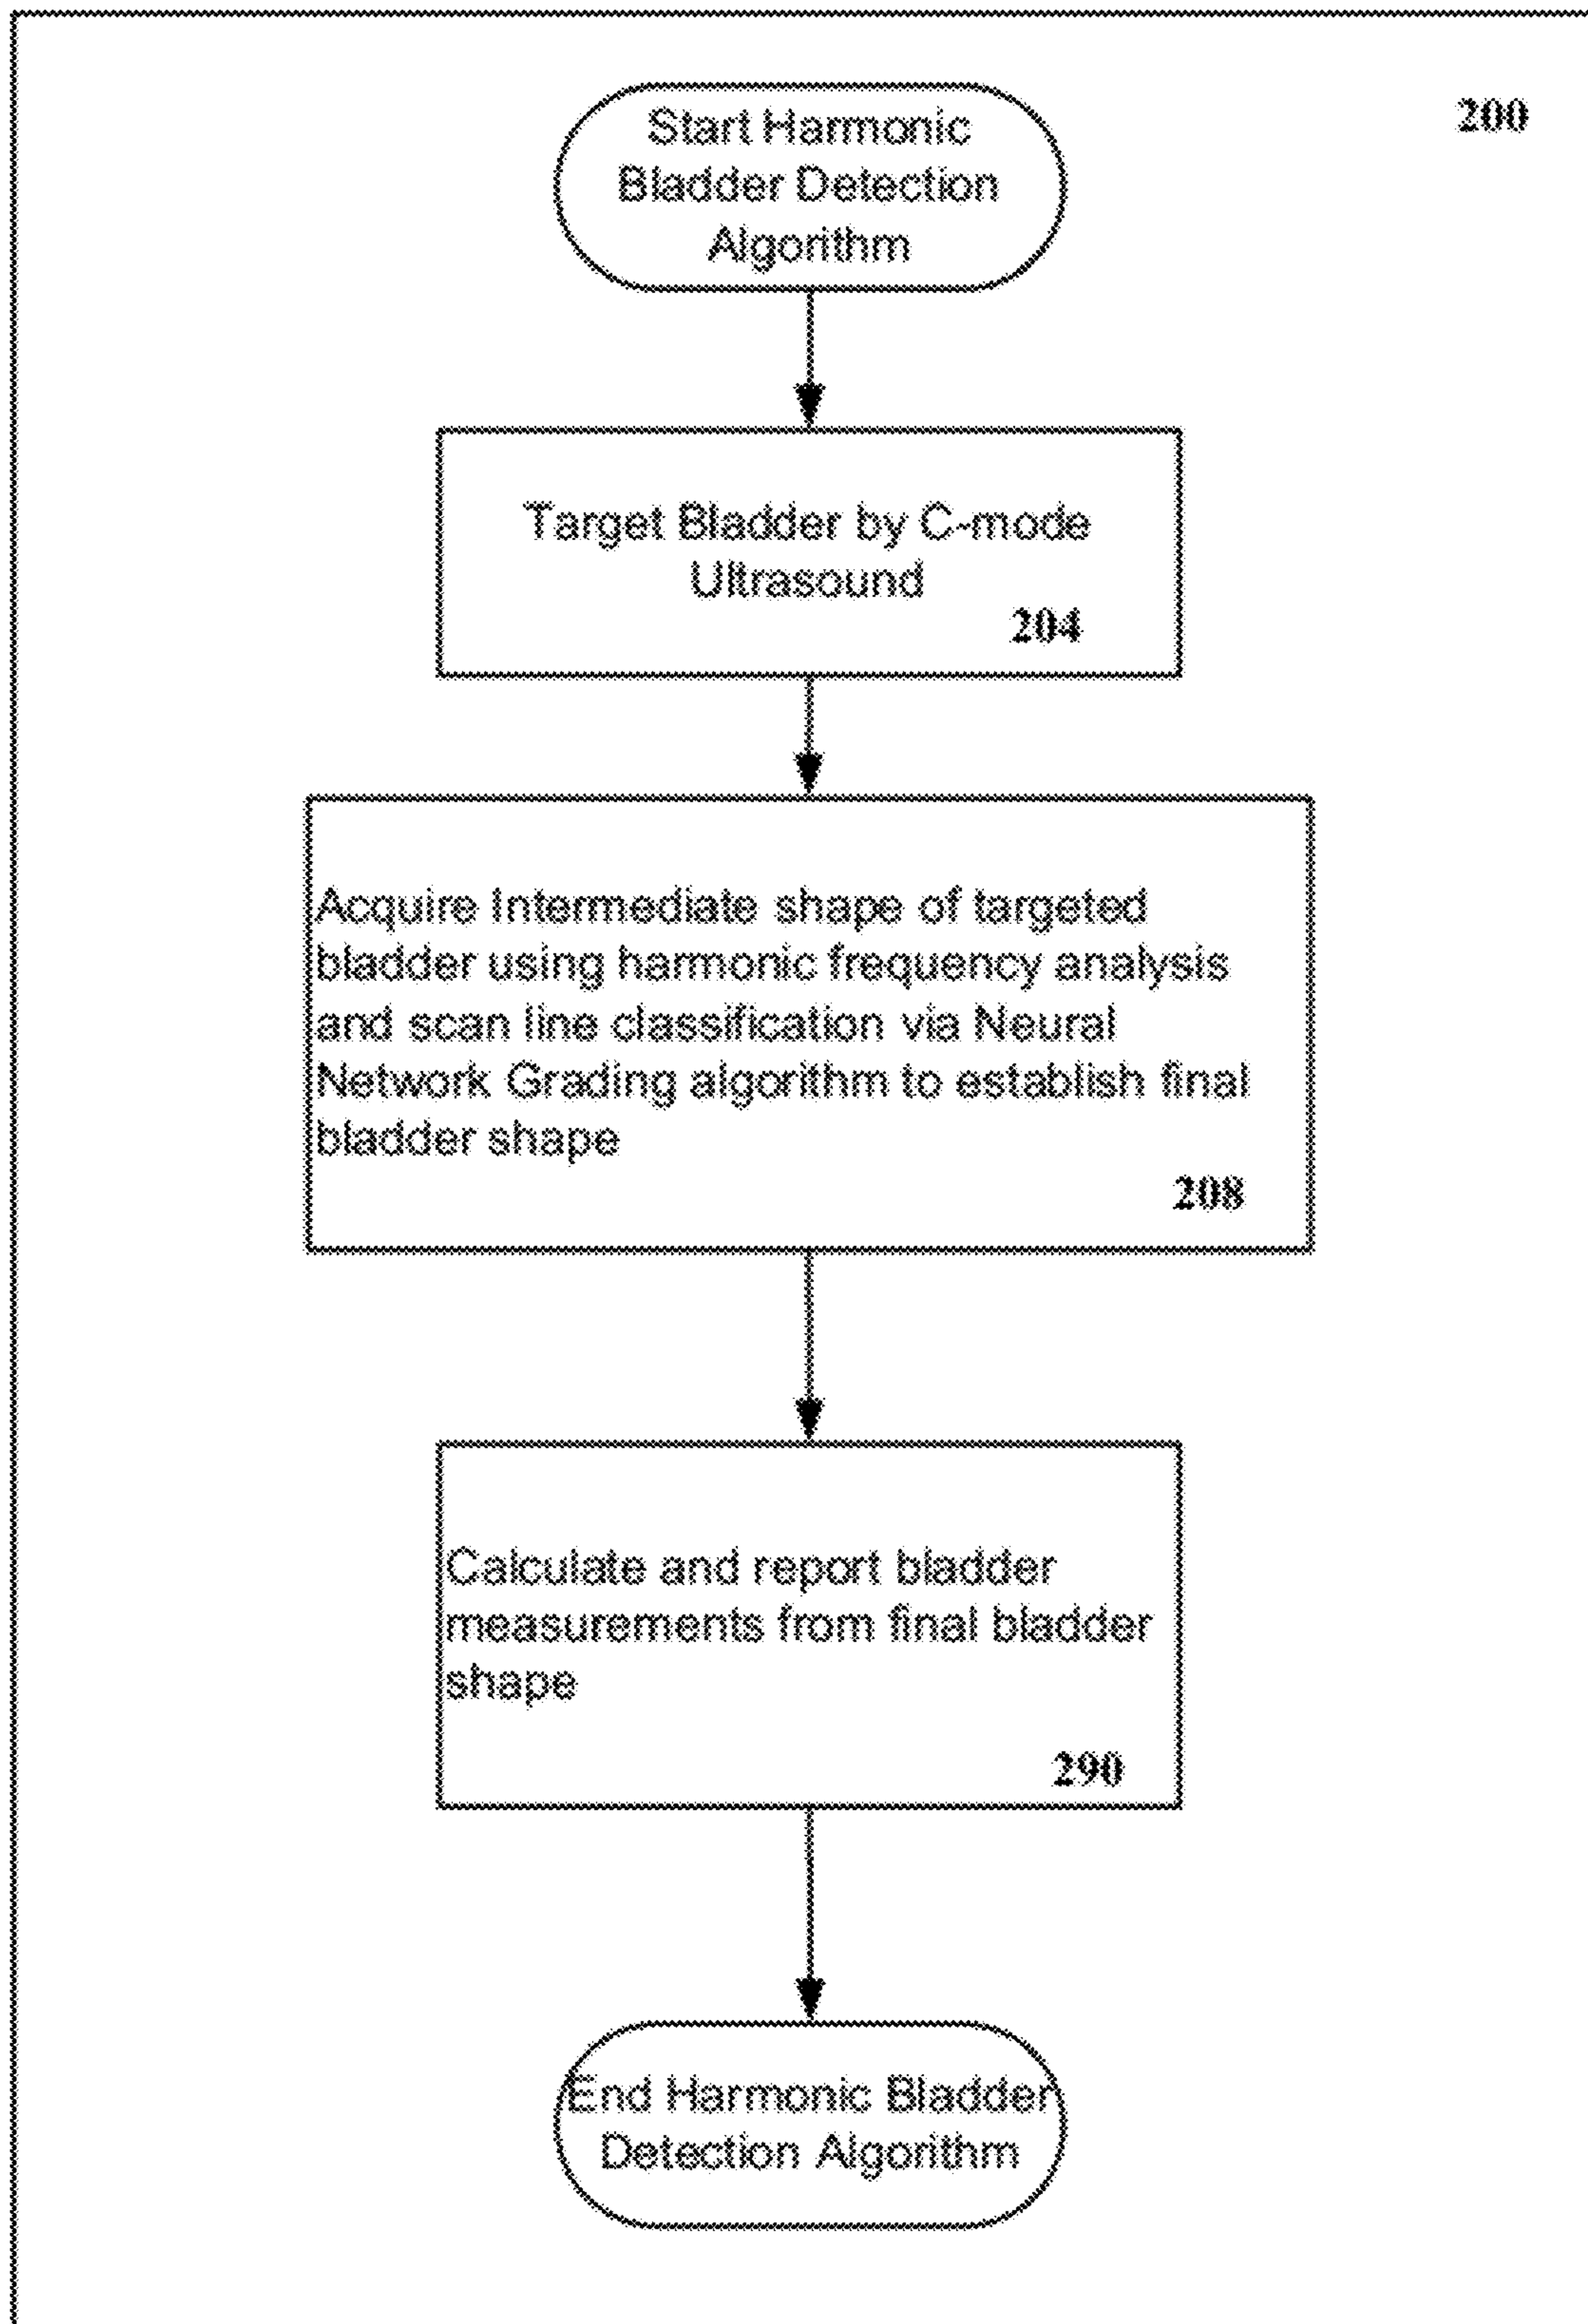 200
Start Harmonic
Bladder Detection
Algorithm
Target Bladder by C-mode
Ultrasound
204
Acquire Intermediate shape of targeted
bladder using harmonic frequency analysis
and scan line classification via Neural
Network Grading algorithm to establish final
bladder shape
208
Calculate and report bladder
measurements from final bladder
shape
290
End Harmonic Bladder
Detection Algorithm